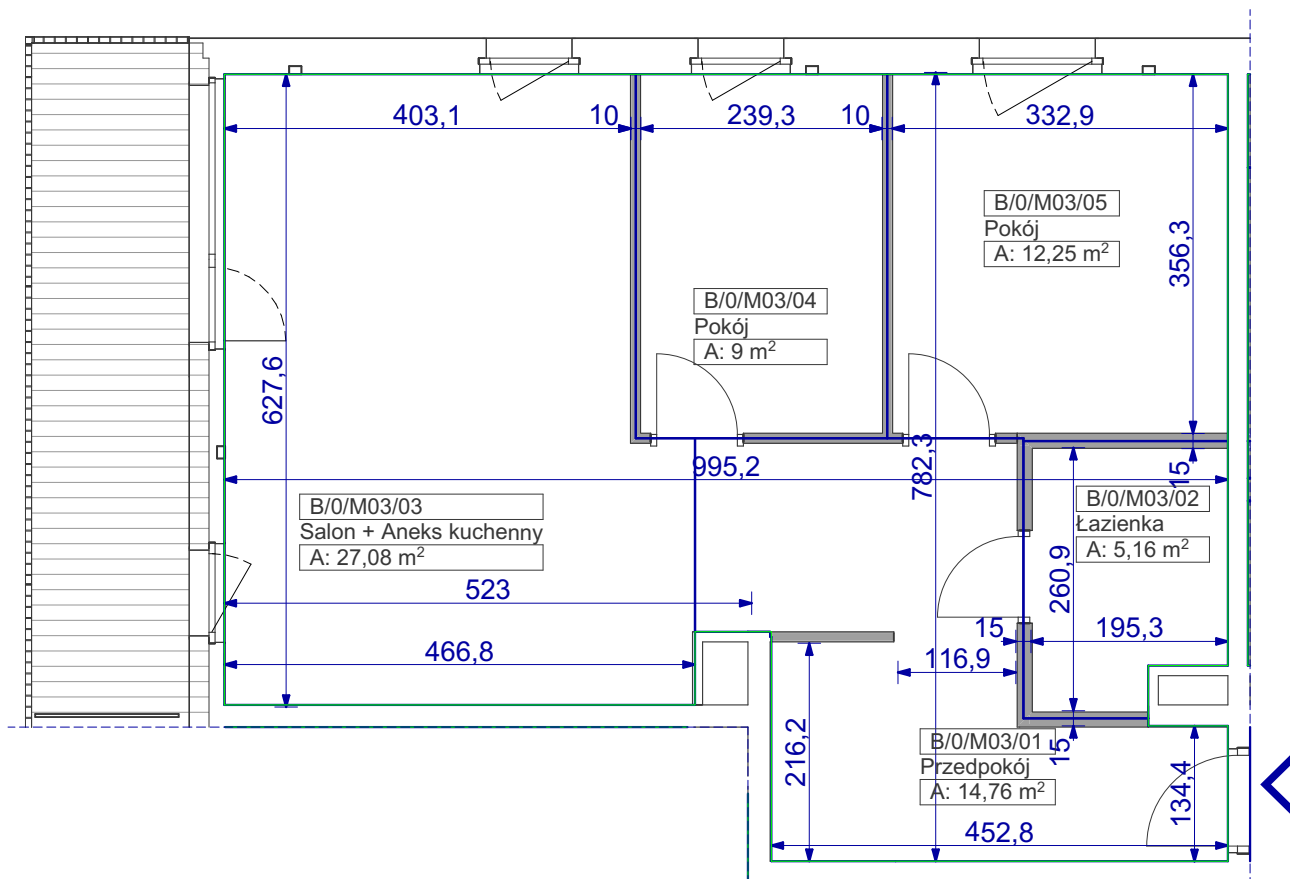 403,1
10
239,3
10
332,9
B/0/M03/05
Pokój
A: 12,25 m²
356,3
B/0/M03/04
Pokój
A: 9 m²
627,6
782,3
995,2
15
B/0/M03/03
Salon + Aneks kuchenny
A: 27,08 m²
B/0/M03/02
Łazienka
A: 5,16 m²
260,9
523
15
195,3
466,8
116,9
216,2
B/0/M03/01
Przedpokój
A: 14,76 m²
15
134,4
452,8